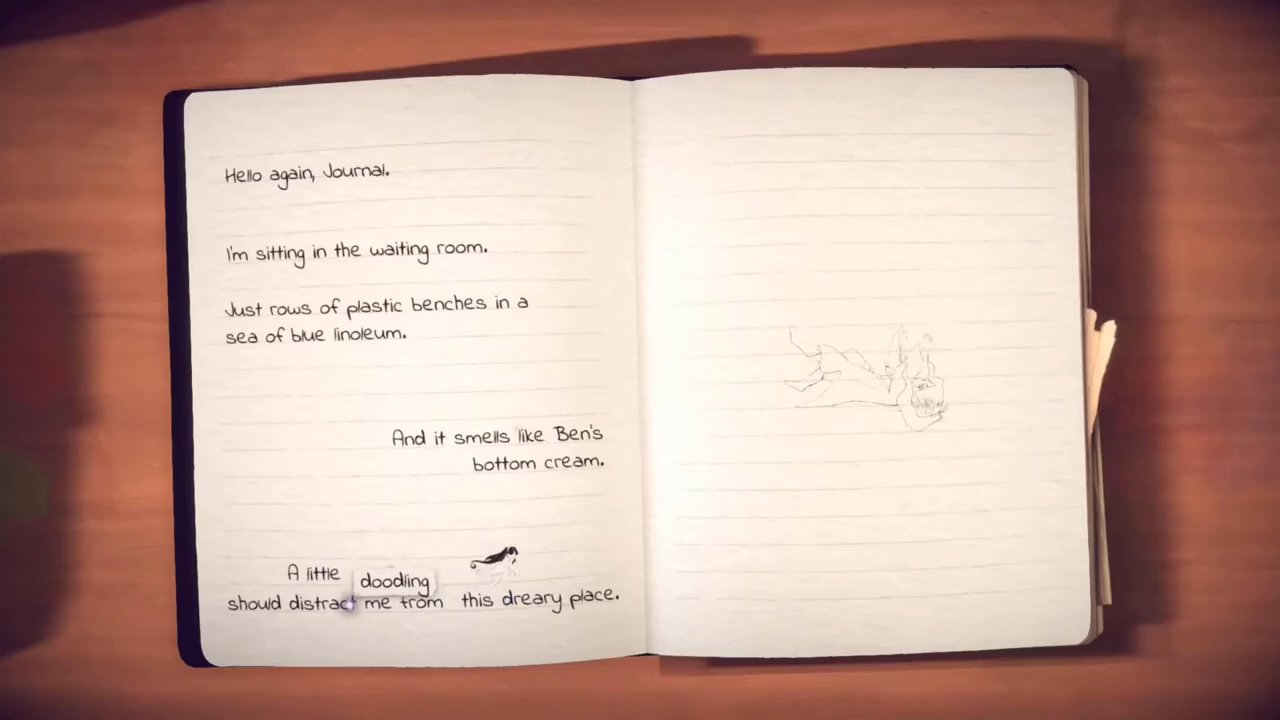 Hello again, Journal.
I'm sitting in the waiting room.
Just rows of plastic benches in a
sea of blue linoleum.
And it smells like Ben's
bottom cream.
A little doodling
should distract me from this dreary place.